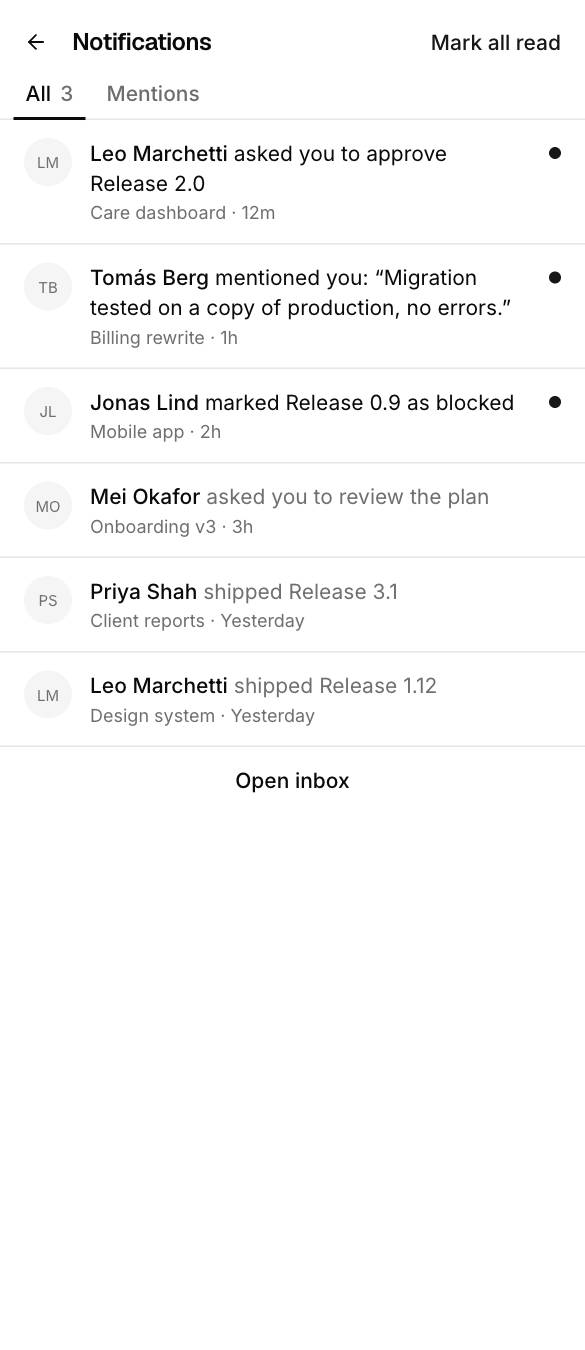 Notifications
Mark all read
All 3
Mentions
LM
Leo Marchetti asked you to approve
Release 2.0
Care dashboard · 12m
TB
Tomás Berg mentioned you: “Migration
tested on a copy of production, no errors.”
Billing rewrite · 1h
JL
Jonas Lind marked Release 0.9 as blocked
Mobile app · 2h
MO
Mei Okafor asked you to review the plan
Onboarding v3 · 3h
PS
Priya Shah shipped Release 3.1
Client reports · Yesterday
LM
Leo Marchetti shipped Release 1.12
Design system · Yesterday
Open inbox